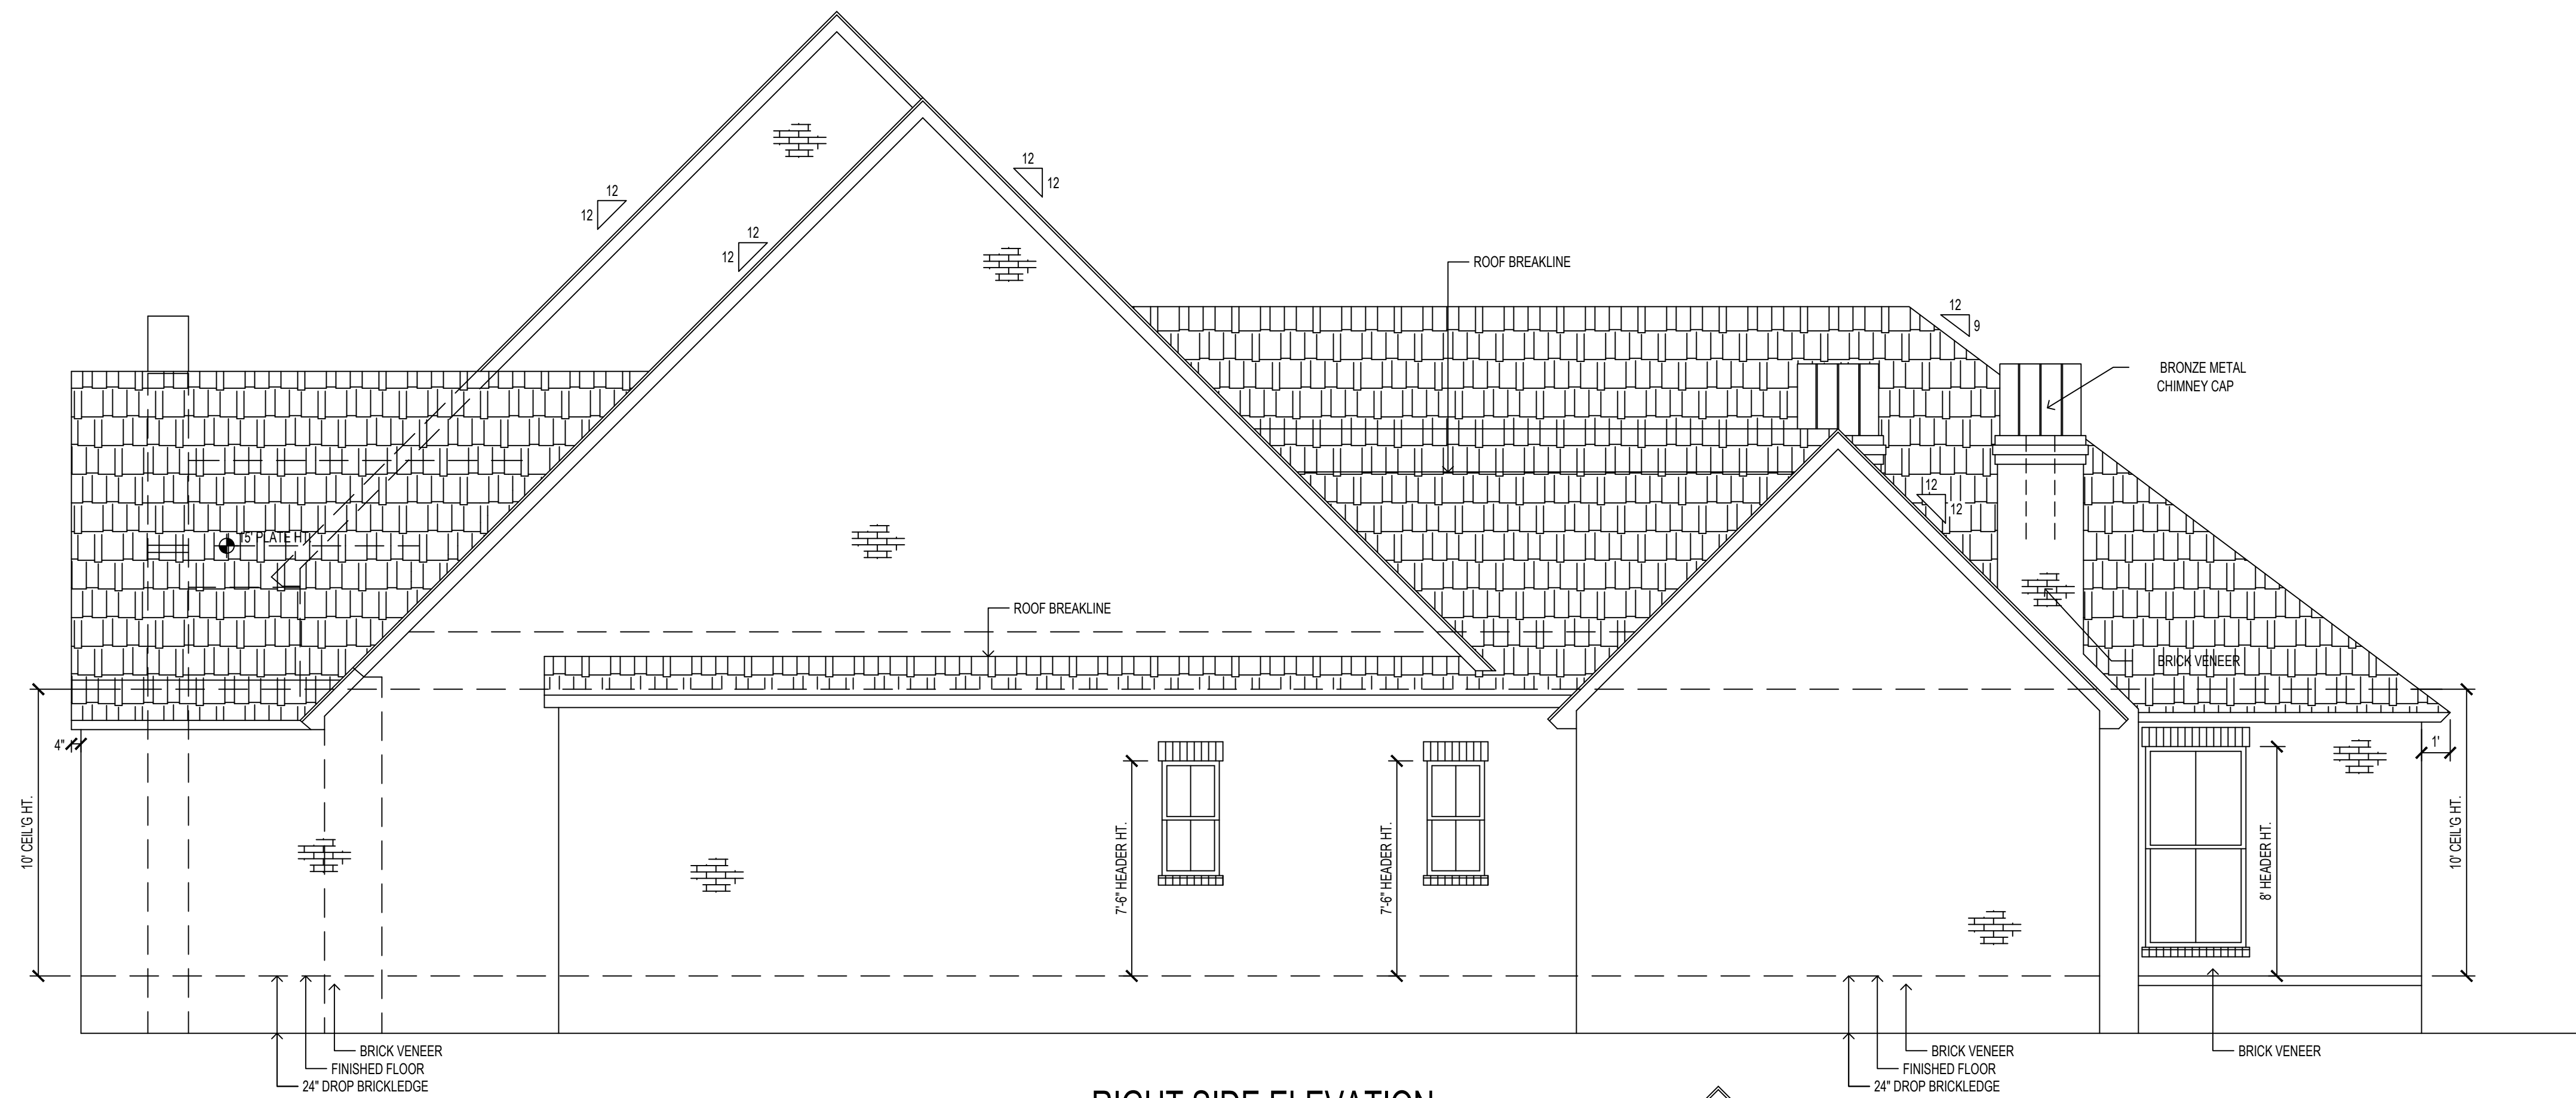 12
12
12
12
12
12
ROOF BREAKLINE
12
9
BRONZE METAL
CHIMNEY CAP
12
12
15' PLATE HT.
ROOF BREAKLINE
BRICK VENEER
4"
1'
10' CEIL'G HT.
7'-6" HEADER HT.
7'-6" HEADER HT.
8' HEADER HT.
10' CEIL'G HT.
BRICK VENEER
FINISHED FLOOR
24" DROP BRICKLEDGE
BRICK VENEER
FINISHED FLOOR
24" DROP BRICKLEDGE
BRICK VENEER
RIGHT SIDE ELEVATION